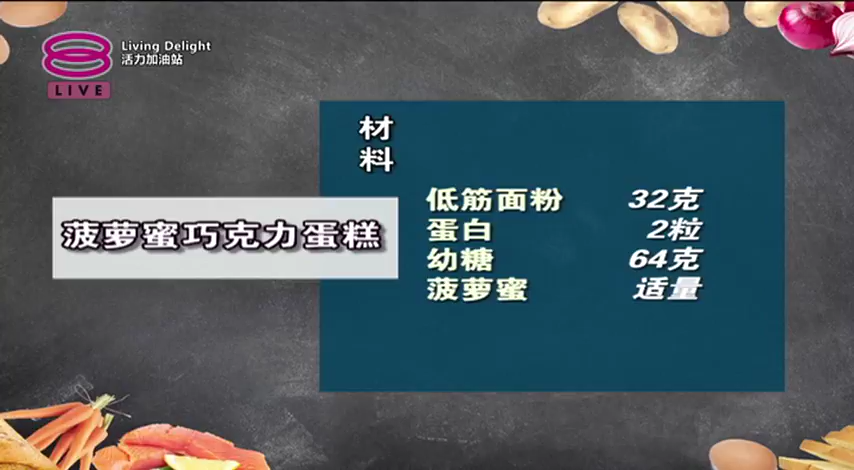 Living Delight
活力加油站
LIVE
材
料
菠萝蜜巧克力蛋糕
低筋面粉 32克
蛋白 2粒
幼糖 64克
菠萝蜜 适量